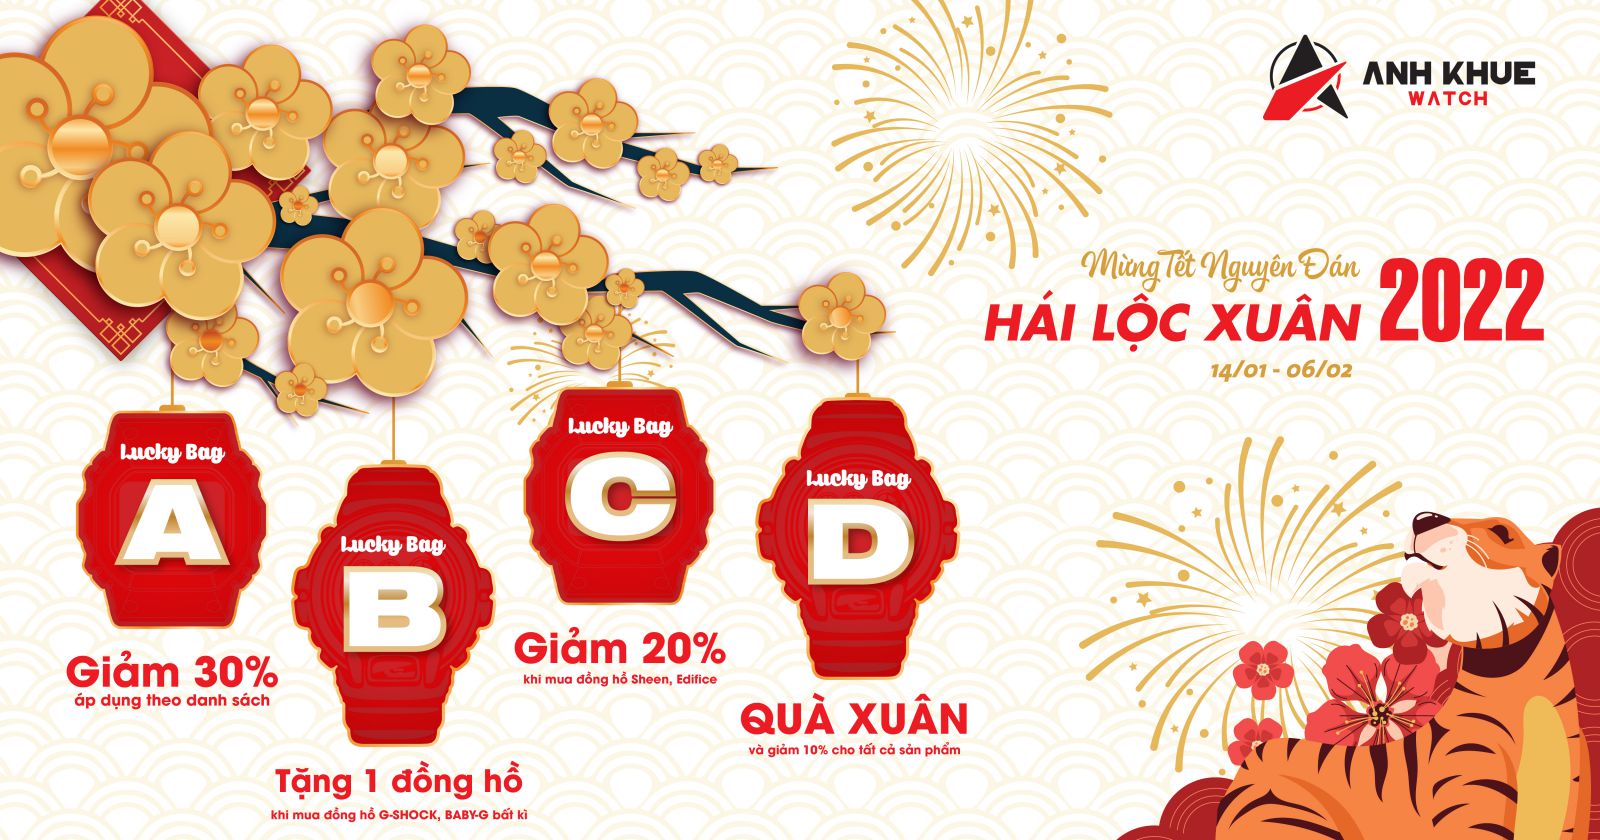 ANH KHUE
WATCH
Mừng Tết Nguyên Đán
HÁI LỘC XUÂN 2022
14/01 - 06/02
Lucky Bag
A
Giảm 30%
áp dụng theo danh sách
Lucky Bag
B
Tặng 1 đồng hồ
khi mua đồng hồ G-SHOCK, BABY-G bất kì
Lucky Bag
C
Giảm 20%
khi mua đồng hồ Sheen, Edifice
Lucky Bag
D
QUÀ XUÂN
và giảm 10% cho tất cả sản phẩm